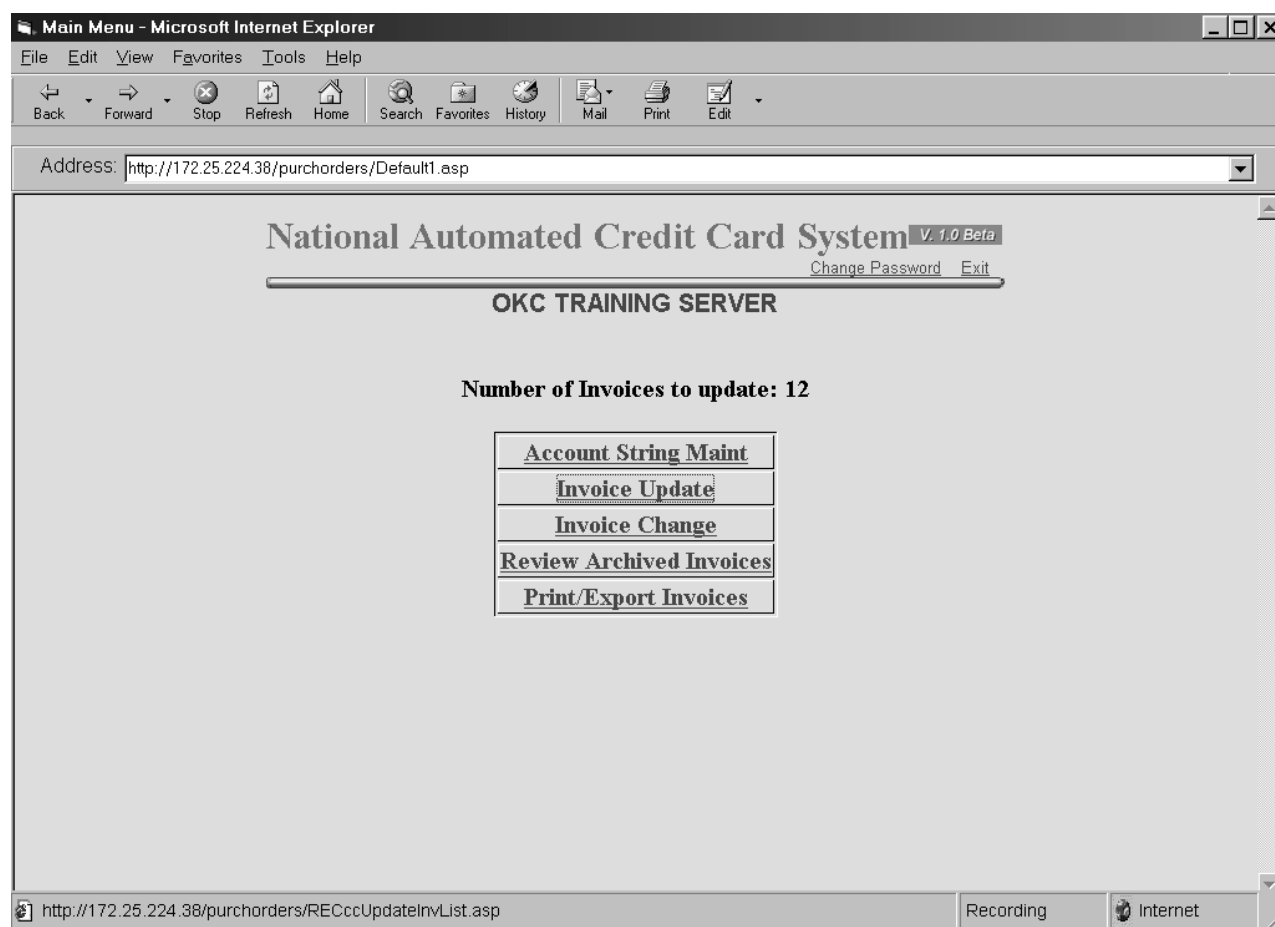 Main Menu - Microsoft Internet Explorer
File Edit View Favorites Tools Help
Back Forward Stop Refresh Home Search Favorites History Mail Print Edit
Address: http://172.25.224.38/purchorders/Default1.asp
National Automated Credit Card System V. 1.0 Beta
Change Password Exit
OKC TRAINING SERVER
Number of Invoices to update: 12
Account String Maint
Invoice Update
Invoice Change
Review Archived Invoices
Print/Export Invoices
http://172.25.224.38/purchorders/RECccUpdateInvList.asp Recording Internet